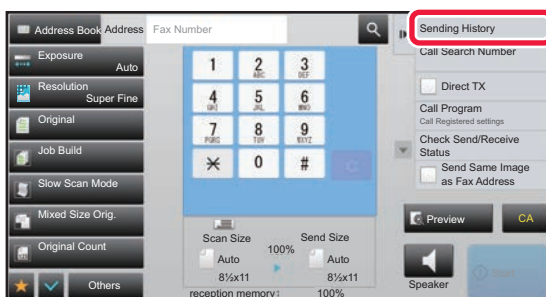 Address Book
Address
Fax Number
Exposure
Auto
Resolution
Super Fine
Original
Job Build
Slow Scan Mode
Mixed Size Orig.
Original Count
Others
1
2
ABC
3
DEF
4
GHI
5
JKL
6
MNO
7
PQRS
8
TUV
9
WXYZ
0
#
C
Scan Size
100%
Send Size
Auto
Auto
8½x11
8½x11
reception memory:
100%
Sending History
Call Search Number
Direct TX
Call Program
Call Registered settings
Check Send/Receive
Status
Send Same Image
as Fax Address
Preview
CA
Speaker
Start